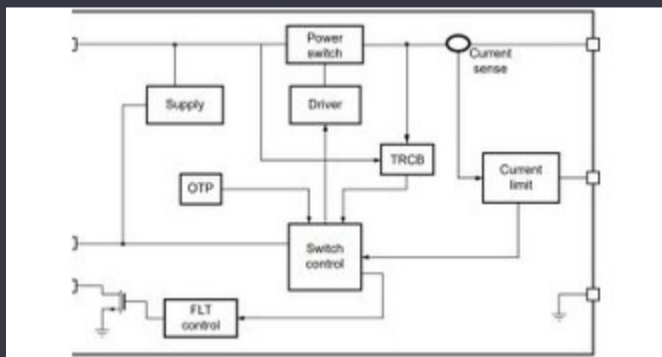 Power
switch
Current
sense
Supply
Driver
TRCB
Current
limit
OTP
Switch
control
FLT
control